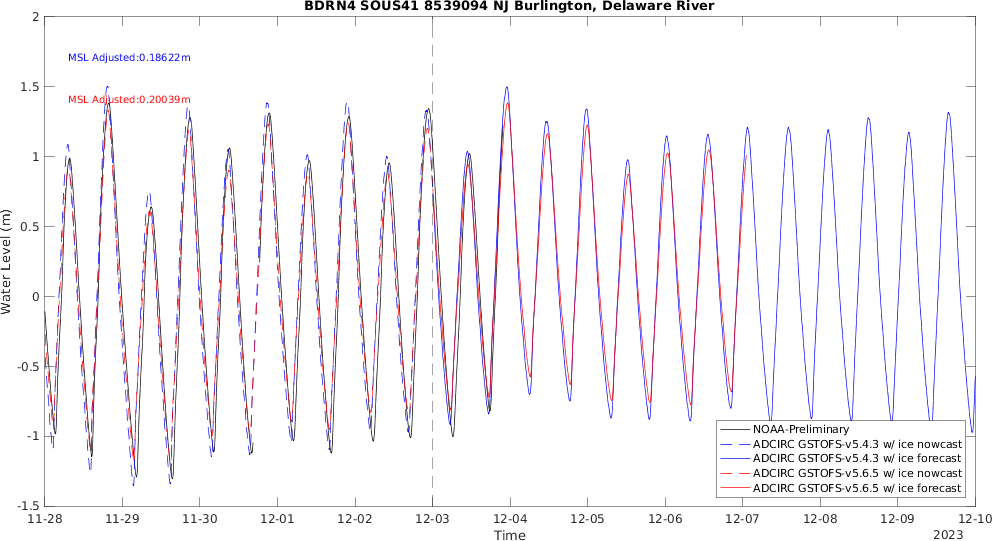 BDRN4 SOUS41 8539094 NJ Burlington, Delaware River
MSL Adjusted:0.18622m
MSL Adjusted:0.20039m
2
1.5
1
0.5
0
-0.5
-1
-1.5
Water Level (m)
NOAA-Preliminary
ADCIRC GSTOFS-v5.4.3 w/ ice nowcast
ADCIRC GSTOFS-v5.4.3 w/ ice forecast
ADCIRC GSTOFS-v5.6.5 w/ ice nowcast
ADCIRC GSTOFS-v5.6.5 w/ ice forecast
11-28 11-29 11-30 12-01 12-02 12-03 12-04 12-05 12-06 12-07 12-08 12-09 12-10
Time
2023